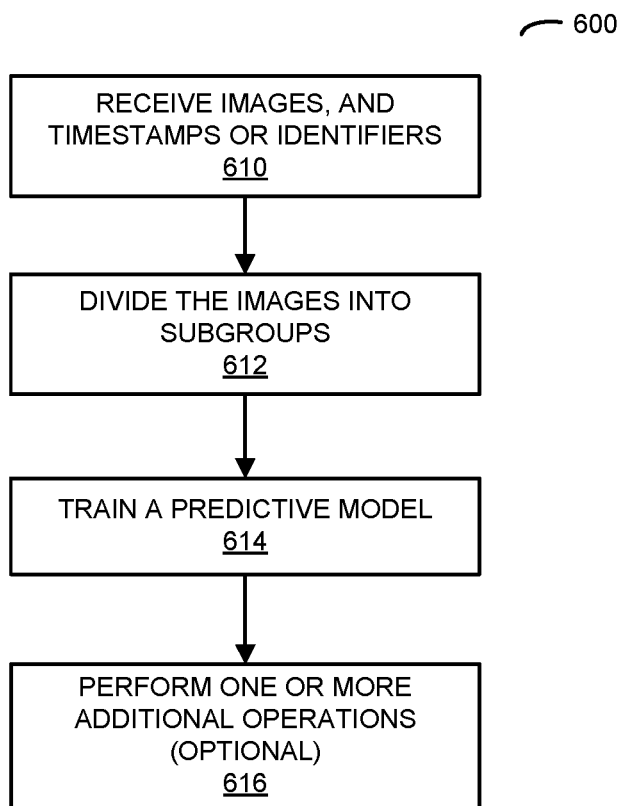 600
RECEIVE IMAGES, AND
TIMESTAMPS OR IDENTIFIERS
610
DIVIDE THE IMAGES INTO
SUBGROUPS
612
TRAIN A PREDICTIVE MODEL
614
PERFORM ONE OR MORE
ADDITIONAL OPERATIONS
(OPTIONAL)
616